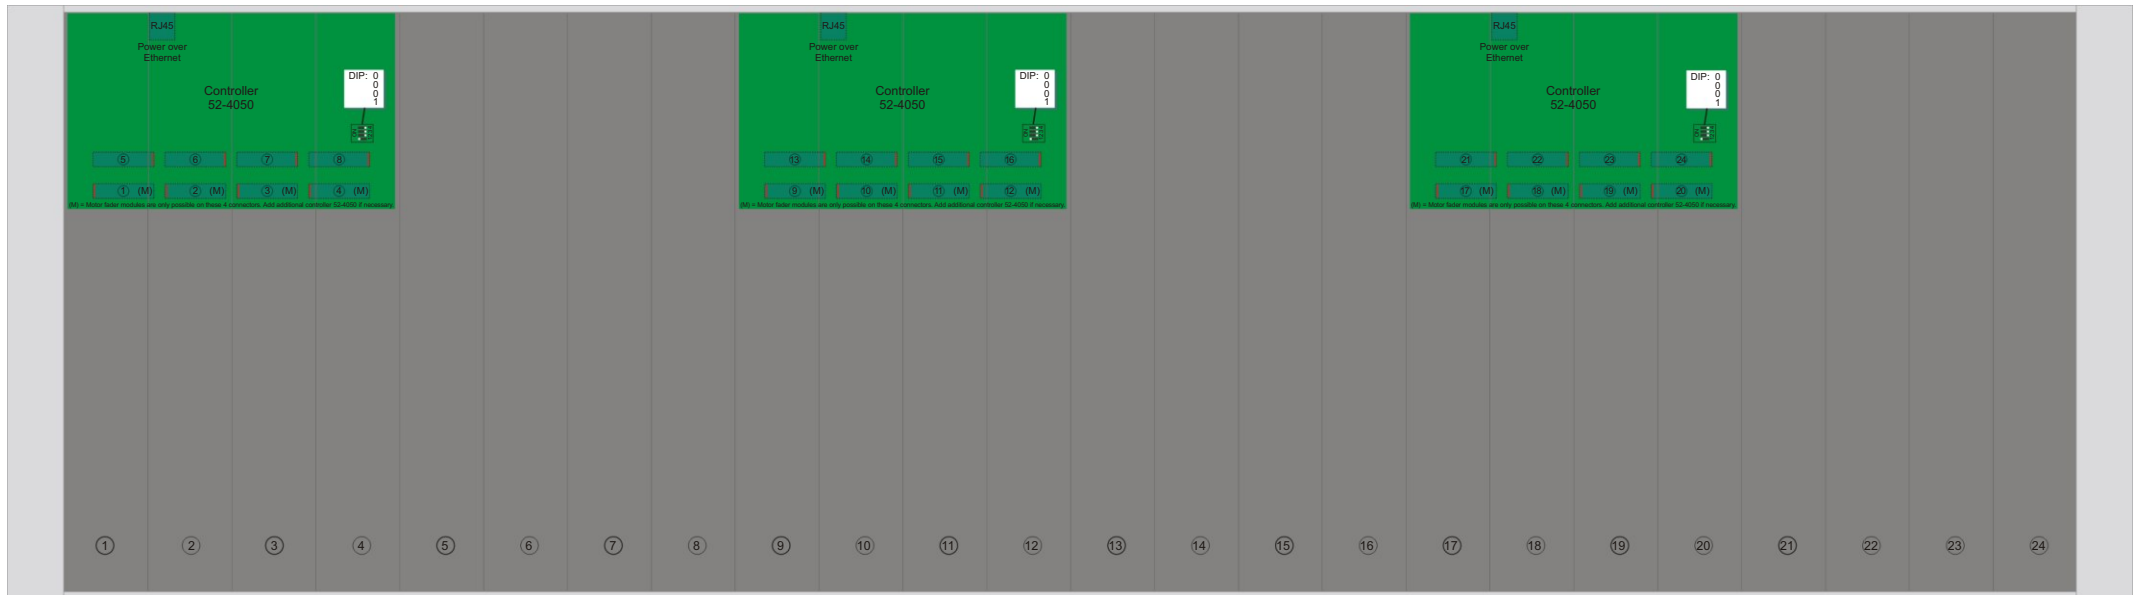 RJ45
Power over
Ethernet
Controller
52-4050
DIP: 0
0
0
1
ON
5 6 7 8
1 (M) 2 (M) 3 (M) 4 (M)
(M) = Motor fader modules are only possible on these 4 connectors. Add additional controller 52-4050 if necessary.
RJ45
Power over
Ethernet
Controller
52-4050
DIP: 0
0
0
1
ON
13 14 15 16
9 (M) 10 (M) 11 (M) 12 (M)
(M) = Motor fader modules are only possible on these 4 connectors. Add additional controller 52-4050 if necessary.
RJ45
Power over
Ethernet
Controller
52-4050
DIP: 0
0
0
1
ON
21 22 23 24
17 (M) 18 (M) 19 (M) 20 (M)
(M) = Motor fader modules are only possible on these 4 connectors. Add additional controller 52-4050 if necessary.
1 2 3 4 5 6 7 8 9 10 11 12 13 14 15 16 17 18 19 20 21 22 23 24